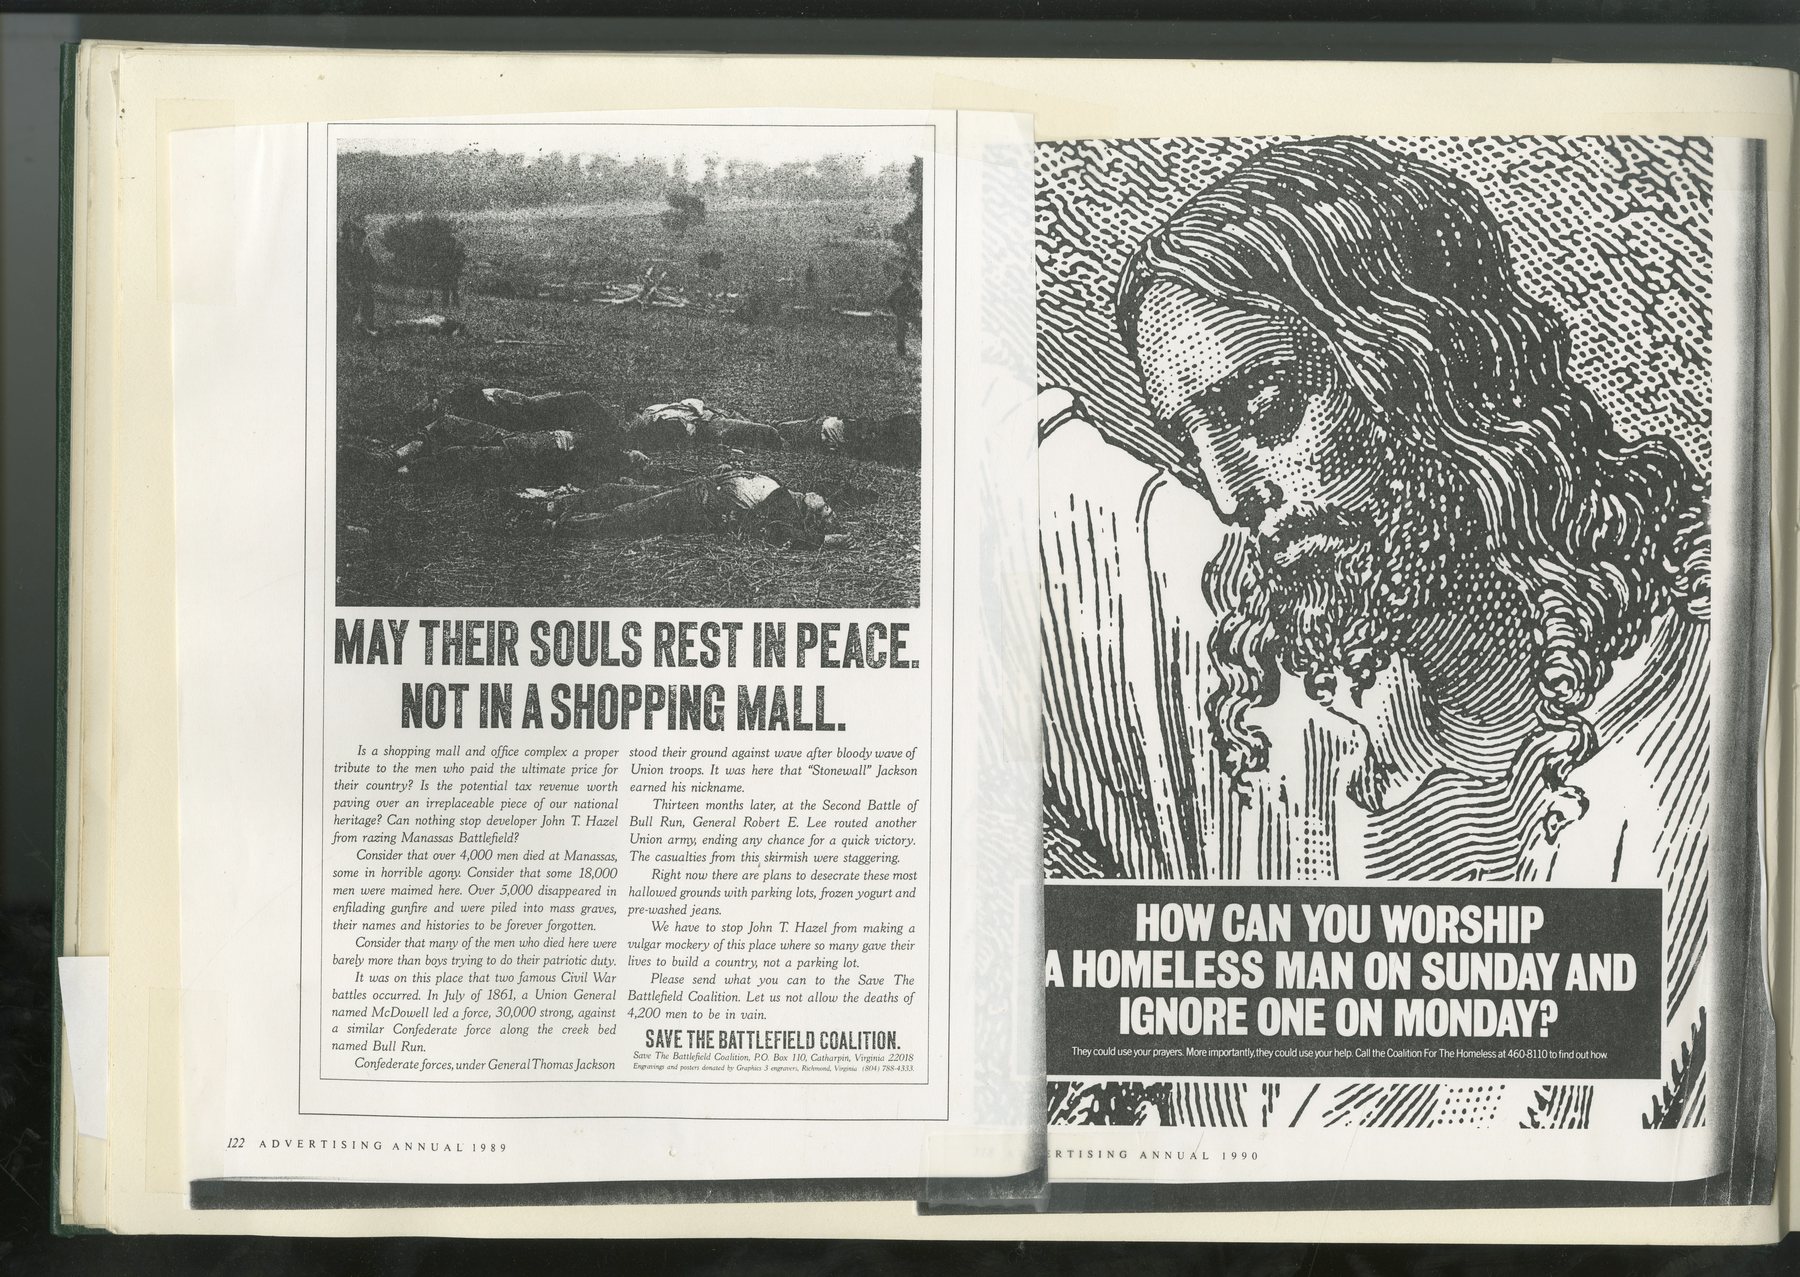 MAY THEIR SOULS REST IN PEACE.
NOT IN A SHOPPING MALL.
Is a shopping mall and office complex a proper
tribute to the men who paid the ultimate price for
their country? Is the potential tax revenue worth
paving over an irreplaceable piece of our national
heritage? Can nothing stop developer John T. Hazel
from razing Manassas Battlefield?
Consider that over 4,000 men died at Manassas,
some in horrible agony. Consider that some 18,000
men were maimed here. Over 5,000 disappeared in
enfilading gunfire and were piled into mass graves,
their names and histories to be forever forgotten.
Consider that many of the men who died here were
barely more than boys trying to do their patriotic duty.
It was on this place that two famous Civil War
battles occurred. In July of 1861, a Union General
named McDowell led a force, 30,000 strong, against
a similar Confederate force along the creek bed
named Bull Run.
Confederate forces, under General Thomas Jackson
stood their ground against wave after bloody wave of
Union troops. It was here that "Stonewall" Jackson
earned his nickname.
Thirteen months later, at the Second Battle of
Bull Run, General Robert E. Lee routed another
Union army, ending any chance for a quick victory.
The casualties from this skirmish were staggering.
Right now there are plans to desecrate these most
hallowed grounds with parking lots, frozen yogurt and
pre-washed jeans.
We have to stop John T. Hazel from making a
vulgar mockery of this place where so many gave their
lives to build a country, not a parking lot.
Please send what you can to the Save The
Battlefield Coalition. Let us not allow the deaths of
4,200 men to be in vain.
SAVE THE BATTLEFIELD COALITION.
Save The Battlefield Coalition, P.O. Box 110, Catharpin, Virginia 22018
Engravings and posters donated by Graphics 3 engravers, Richmond, Virginia (804) 788-4333.
122 ADVERTISING ANNUAL 1989
HOW CAN YOU WORSHIP
A HOMELESS MAN ON SUNDAY AND
IGNORE ONE ON MONDAY?
They could use your prayers. More importantly, they could use your help. Call the Coalition For The Homeless at 460-8110 to find out how.
ERTISING ANNUAL 1990